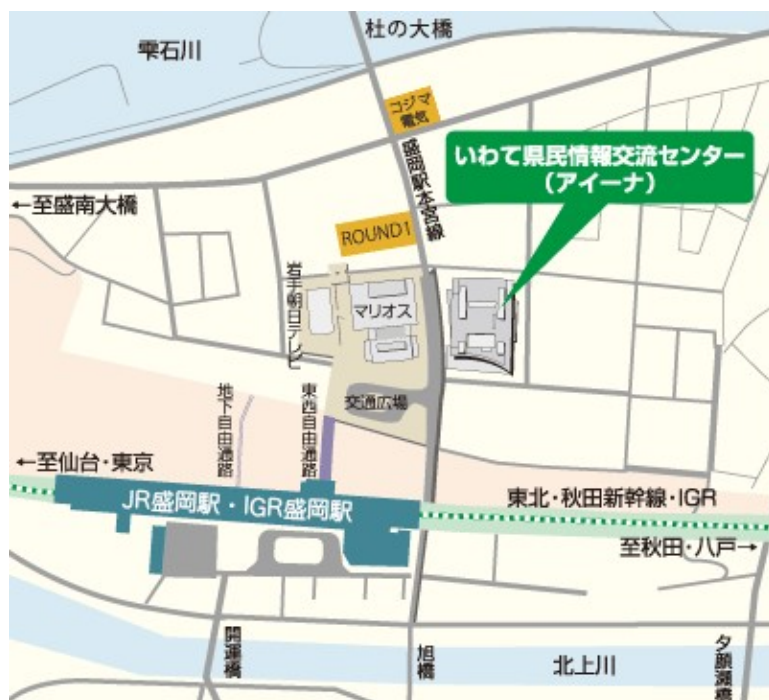 杜の大橋
雫石川
コジマ
電気
いわて県民情報交流センター
(アイーナ)
盛岡駅本宮線
←至盛南大橋
ROUND1
岩手朝日テレビ
マリオス
地下自由通路
東西自由通路
交通広場
←至仙台・東京
JR盛岡駅・IGR盛岡駅
東北・秋田新幹線・IGR
至秋田・八戸→
開運橋
旭橋
北上川
夕顔瀬橋